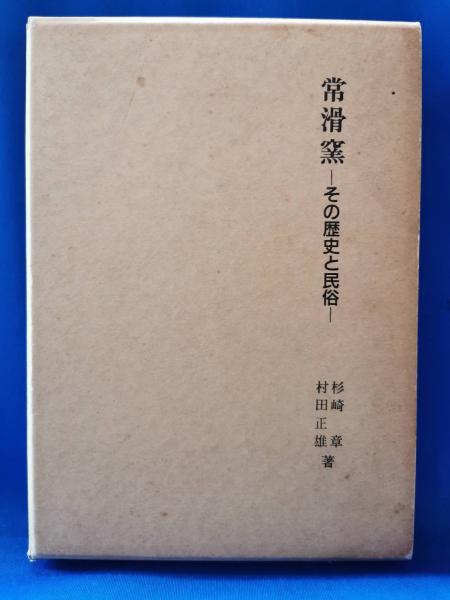 常滑窯
―その歴史と民俗―
杉崎章
村田正雄
著